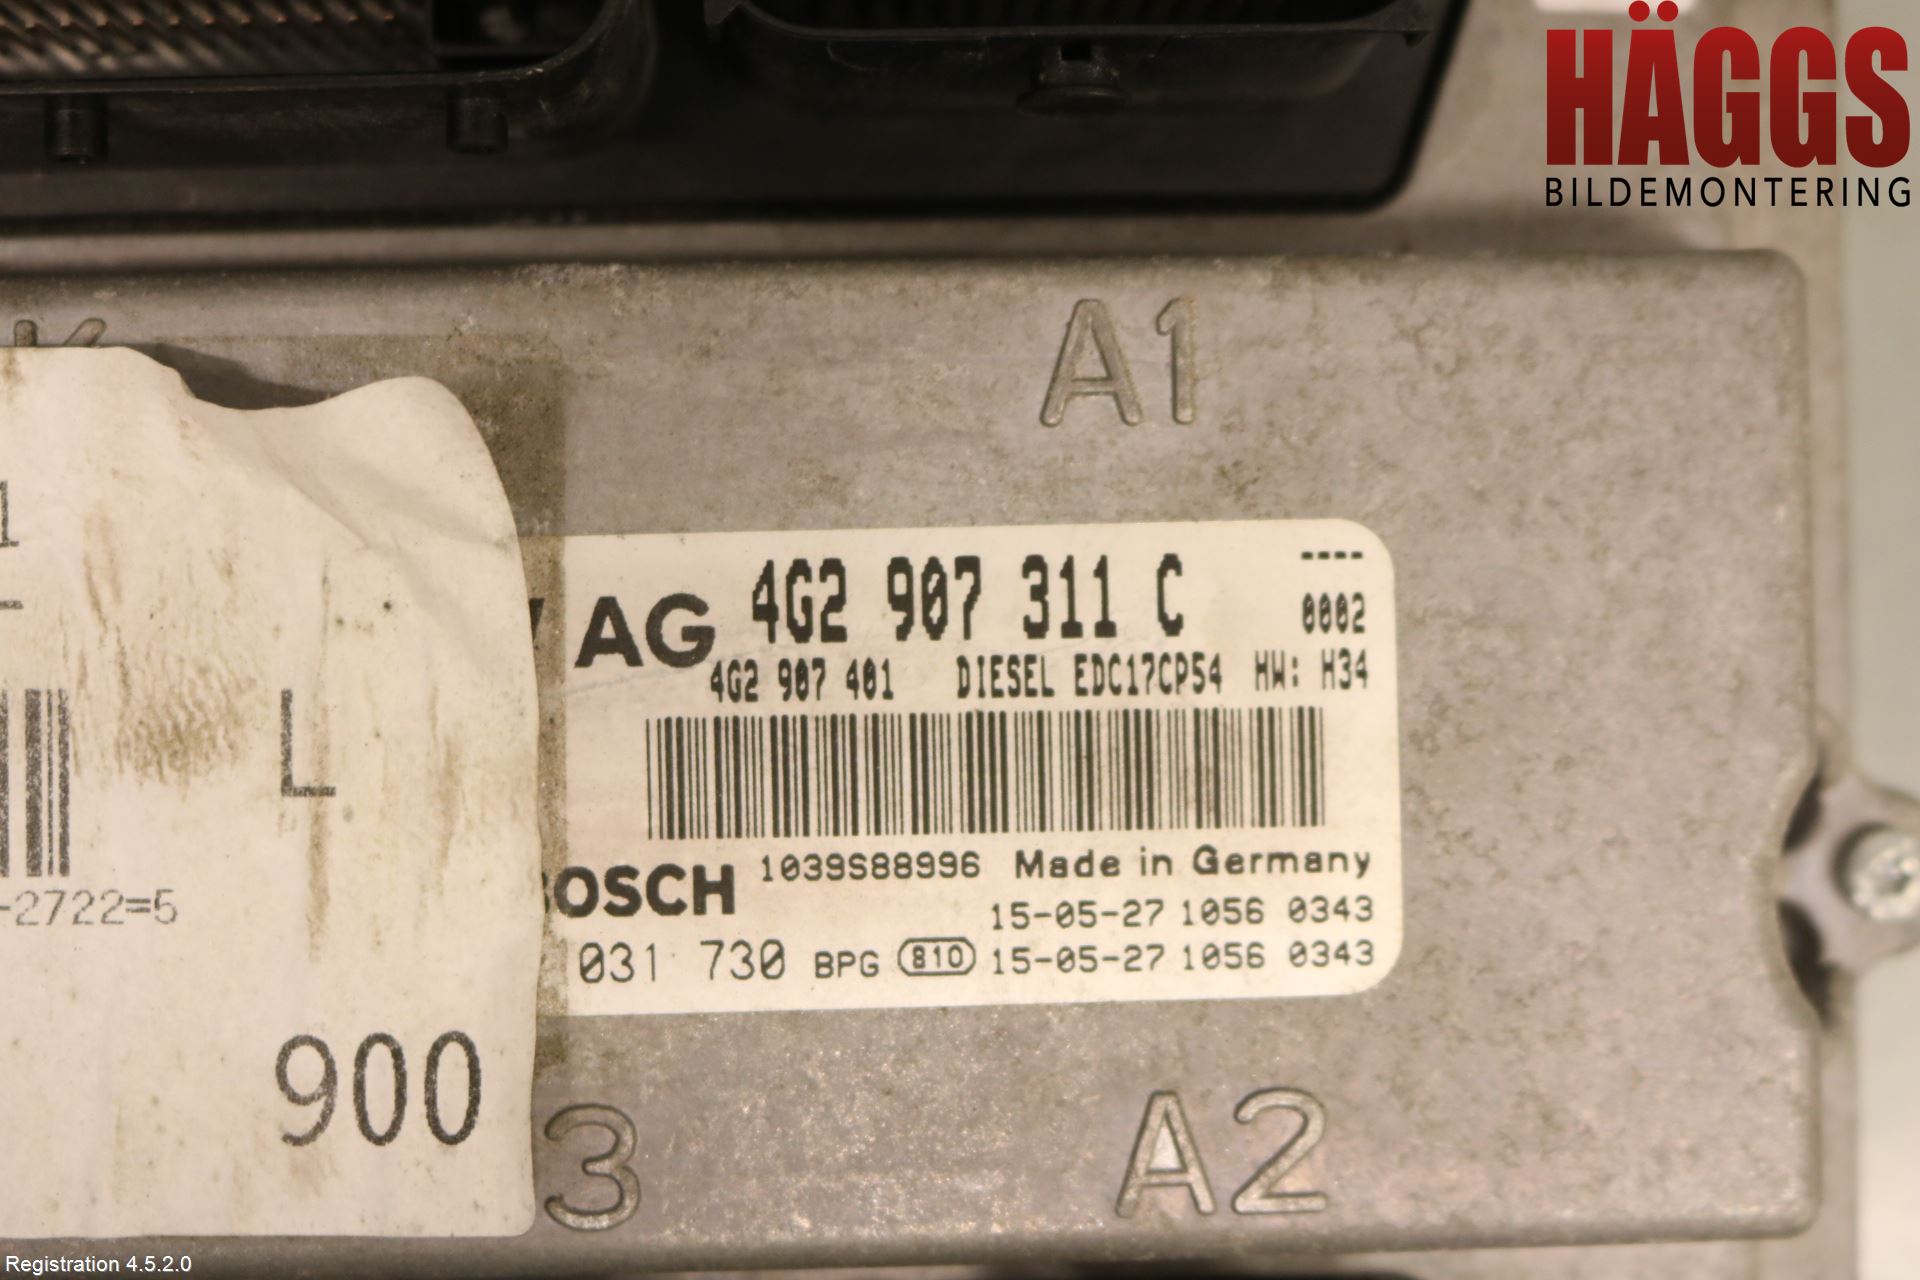 HÄGGS
BILDEMONTERING
A1
AG 4G2 907 311 C ----
0002
4G2 907 401 DIESEL EDC17CP54 HW: H34
1
L
BOSCH 1039S88996 Made in Germany
-2722=5
15-05-27 1056 0343
031 730 BPG 810 15-05-27 1056 0343
900
3
A2
Registration 4.5.2.0